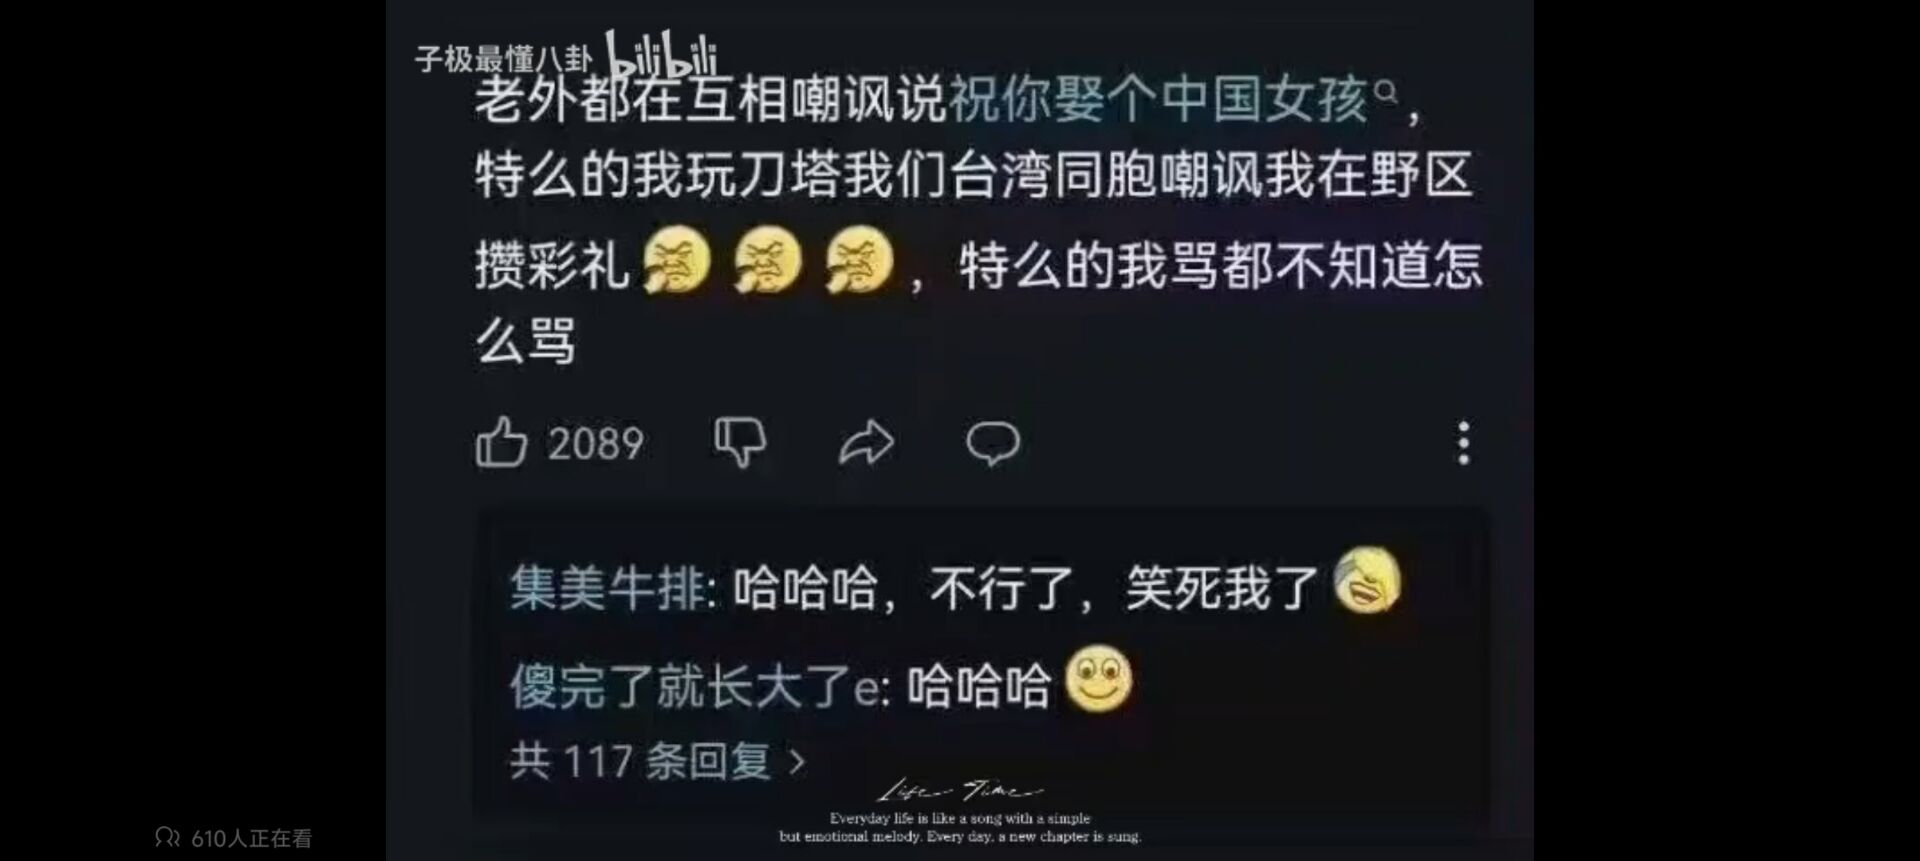 子极最懂八卦 bilibili
老外都在互相嘲讽说祝你娶个中国女孩，
特么的我玩刀塔我们台湾同胞嘲讽我在野区
攒彩礼，特么的我骂都不知道怎
么骂
2089
集美牛排: 哈哈哈，不行了，笑死我了
傻完了就长大了e: 哈哈哈
共 117 条回复 >
Life Time
Everyday life is like a song with a simple
but emotional melody. Every day, a new chapter is sung.
610人正在看